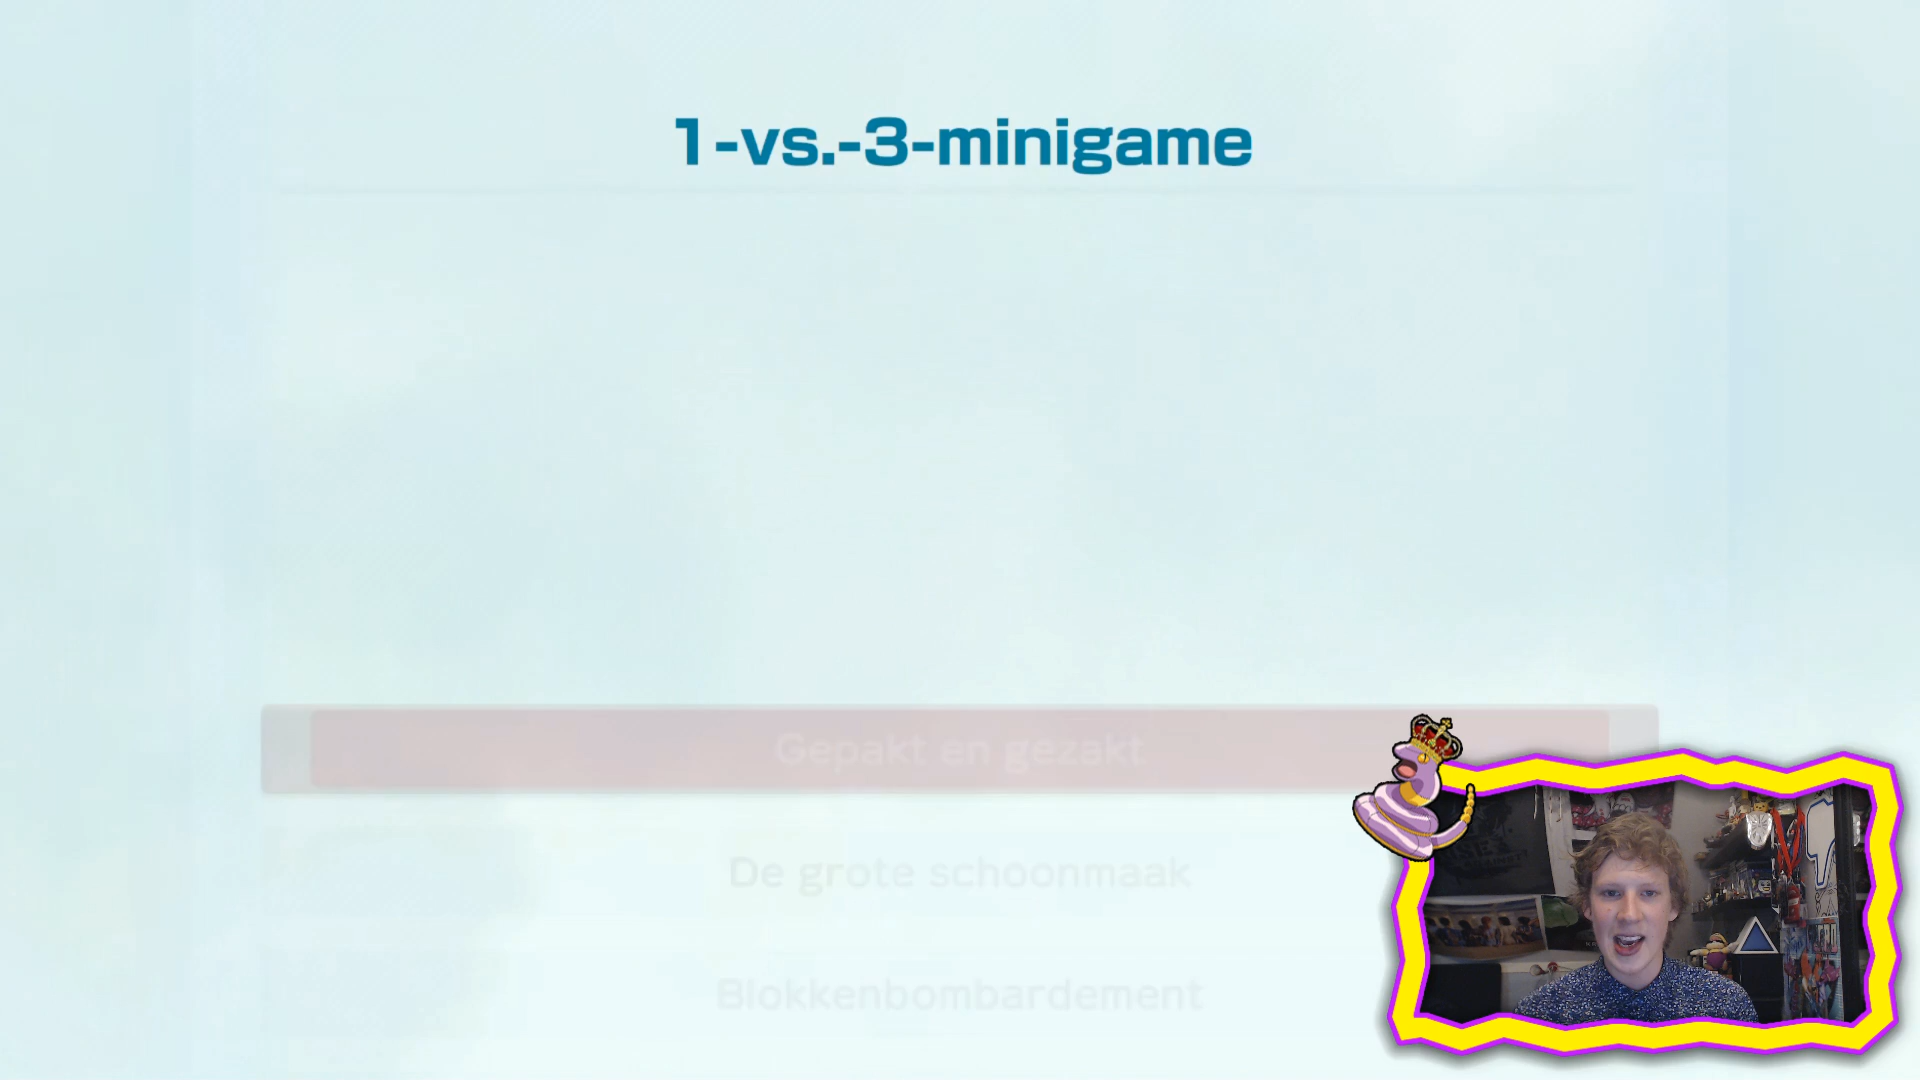 1-vs.-3-minigame
Gepakt en gezakt
De grote schoonmaak
Blokkenbombardement